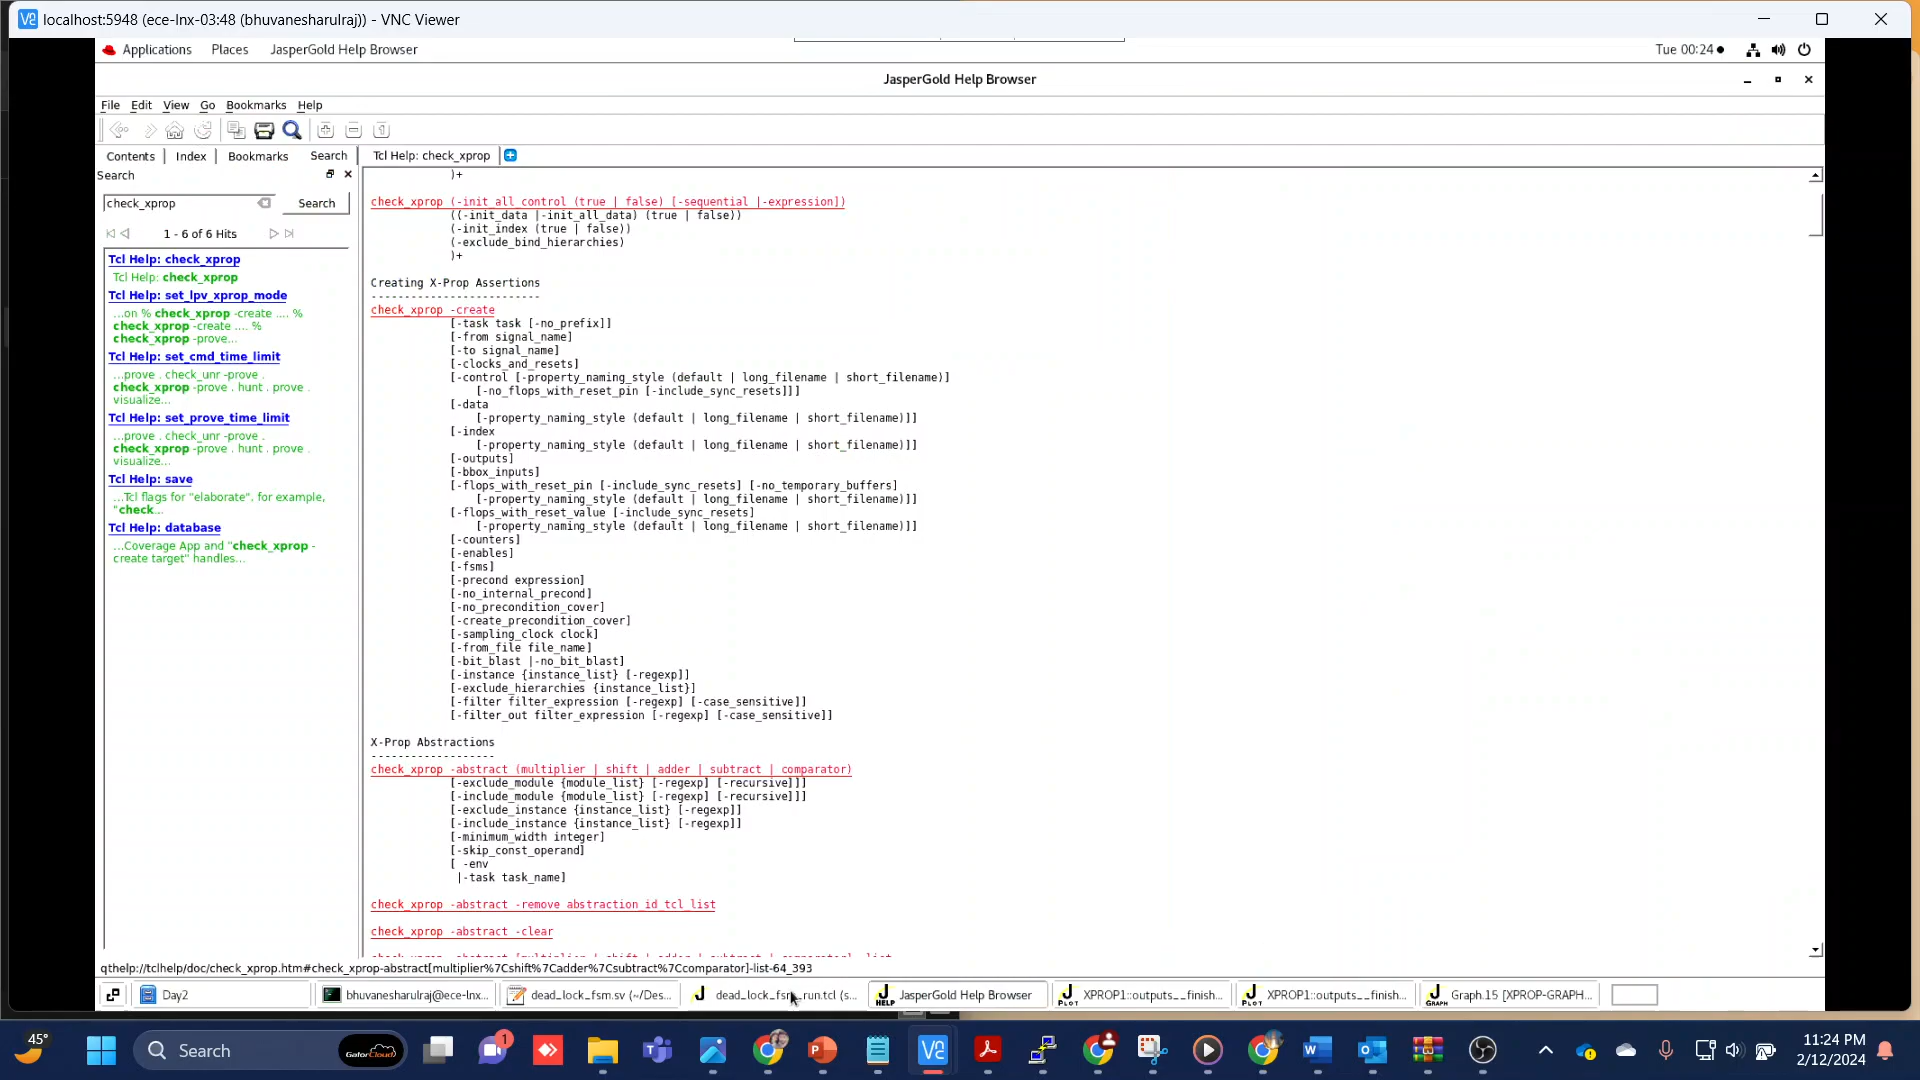 localhost:5948 (ece-lnx-03:48 (bhuvanesharulraj)) - VNC Viewer
Applications Places JasperGold Help Browser Tue 00:24
JasperGold Help Browser
File Edit View Go Bookmarks Help
Contents Index Bookmarks Search Tcl Help: check_xprop
Search
check_xprop Search
1 - 6 of 6 Hits
Tcl Help: check_xprop
Tcl Help: check_xprop
Tcl Help: set_lpv_xprop_mode
...on % check_xprop -create .... %
check_xprop -create .... %
check_xprop -prove...
Tcl Help: set_cmd_time_limit
...prove . check_unr -prove .
check_xprop -prove . hunt . prove .
visualize...
Tcl Help: set_prove_time_limit
...prove . check_unr -prove .
check_xprop -prove . hunt . prove .
visualize...
Tcl Help: save
...Tcl flags for "elaborate", for example,
"check...
Tcl Help: database
...Coverage App and "check_xprop -
create target" handles...
)+
check_xprop (-init_all_control (true | false) [-sequential |-expression])
((-init_data |-init_all_data) (true | false))
(-init_index (true | false))
(-exclude_bind_hierarchies)
)+
Creating X-Prop Assertions
--------------------------
check_xprop -create
[-task task [-no_prefix]]
[-from signal_name]
[-to signal_name]
[-clocks_and_resets]
[-control [-property_naming_style (default | long_filename | short_filename)]
[-no_flops_with_reset_pin [-include_sync_resets]]]
[-data
[-property_naming_style (default | long_filename | short_filename)]]
[-index
[-property_naming_style (default | long_filename | short_filename)]]
[-outputs]
[-bbox_inputs]
[-flops_with_reset_pin [-include_sync_resets] [-no_temporary_buffers]
[-property_naming_style (default | long_filename | short_filename)]]
[-flops_with_reset_value [-include_sync_resets]
[-property_naming_style (default | long_filename | short_filename)]]
[-counters]
[-enables]
[-fsms]
[-precond expression]
[-no_internal_precond]
[-no_precondition_cover]
[-create_precondition_cover]
[-sampling_clock clock]
[-from_file file_name]
[-bit_blast |-no_bit_blast]
[-instance {instance_list} [-regexp]]
[-exclude_hierarchies {instance_list}]
[-filter filter_expression [-regexp] [-case_sensitive]]
[-filter_out filter_expression [-regexp] [-case_sensitive]]
X-Prop Abstractions
-------------------
check_xprop -abstract (multiplier | shift | adder | subtract | comparator)
[-exclude_module {module_list} [-regexp] [-recursive]]]
[-include_module {module_list} [-regexp] [-recursive]]]
[-exclude_instance {instance_list} [-regexp]]
[-include_instance {instance_list} [-regexp]]
[-minimum_width integer]
[-skip_const_operand]
[ -env
|-task task_name]
check_xprop -abstract -remove abstraction_id_tcl_list
check_xprop -abstract -clear
qthelp://tclhelp/doc/check_xprop.htm#check_xprop-abstract[multiplier%7Cshift%7Cadder%7Csubtract%7Ccomparator]-list-64_393
Day2 bhuvanesharulraj@ece-lnx... dead_lock_fsm.sv (~/Des... dead_lock_fsm_run.tcl (s... JasperGold Help Browser XPROP1::outputs__finish... XPROP1::outputs__finish... Graph.15 [XPROP-GRAPH...
45° Search GatorCloud 1 11:24 PM
2/12/2024